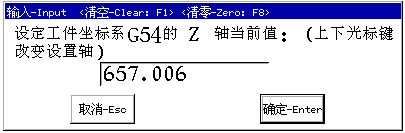 输入-Input <清空-Clear: F1> <清零-Zero: F8>
设定工件坐标系G54的 Z 轴当前值: (上下光标键
改变设置轴)
657.006
取消-Esc 确定-Enter